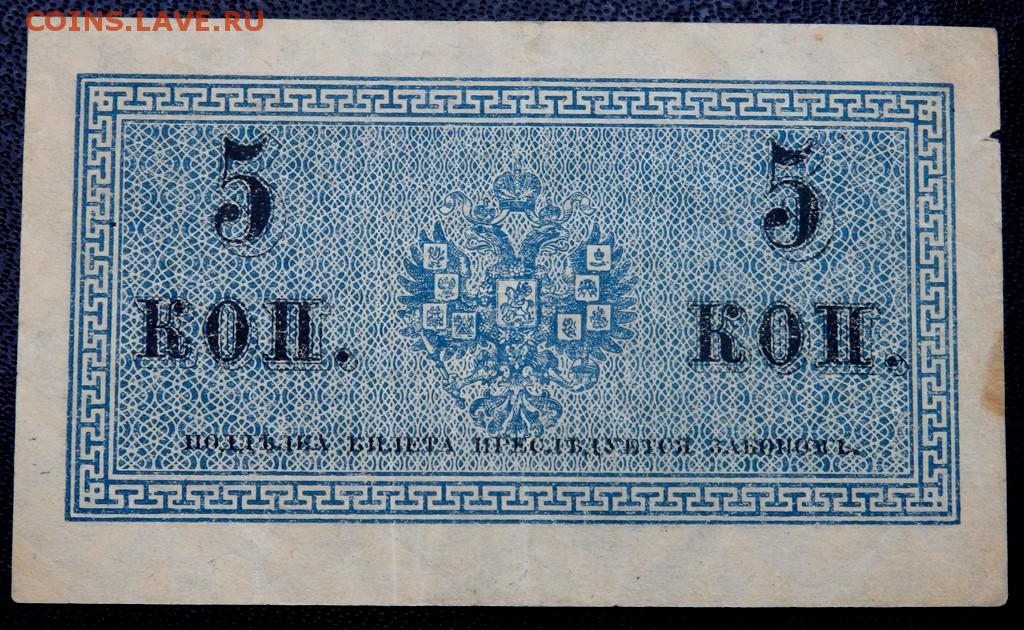 COINS.LAVE.RU
5 5
КОП. КОП.
ПОДДѢЛКА БИЛЕТА ПРЕСЛѢДУЕТСЯ ЗАКОНОМЪ.